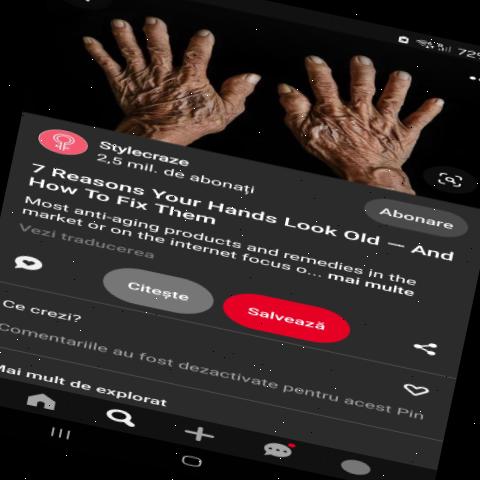 72%
Stylecraze
2,5 mil. de abonați
Abonare
7 Reasons Your Hands Look Old — And
How To Fix Them
Most anti-aging products and remedies in the
market or on the internet focus o... mai multe
Vezi traducerea
Citește
Salvează
Ce crezi?
Comentariile au fost dezactivate pentru acest Pin
Mai mult de explorat